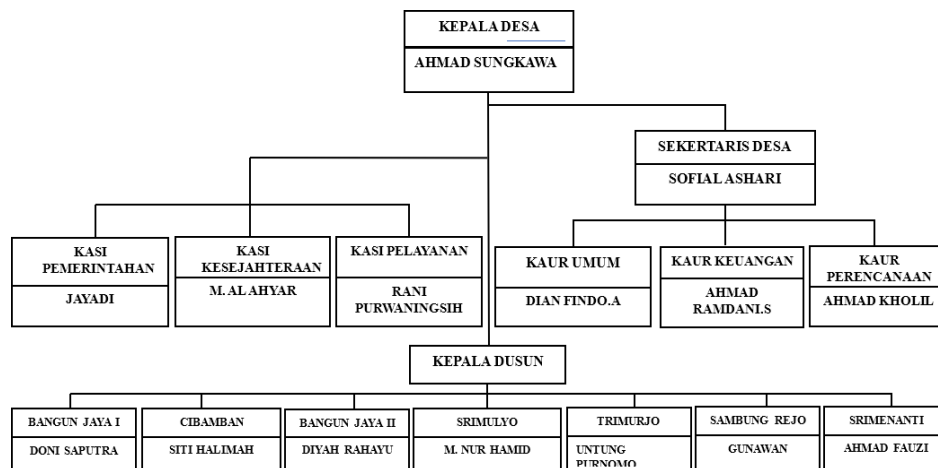 KEPALA DESA
AHMAD SUNGKAWA
SEKERTARIS DESA
SOFIAL ASHARI
KASI
PEMERINTAHAN
JAYADI
KASI
KESEJAHTERAAN
M. AL AHYAR
KASI PELAYANAN
RANI
PURWANINGSIH
KAUR UMUM
DIAN FINDO.A
KAUR KEUANGAN
AHMAD
RAMDANI.S
KAUR
PERENCANAAN
AHMAD KHOLIL
KEPALA DUSUN
BANGUN JAYA I
DONI SAPUTRA
CIBAMBAN
SITI HALIMAH
BANGUN JAYA II
DIYAH RAHAYU
SRIMULYO
M. NUR HAMID
TRIMURJO
UNTUNG
PURNOMO
SAMBUNG REJO
GUNAWAN
SRIMENANTI
AHMAD FAUZI